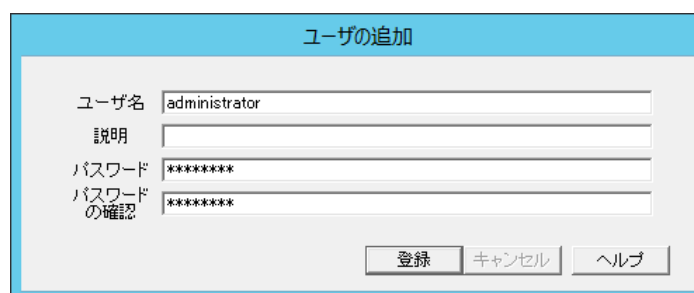 ユーザの追加
ユーザ名 administrator
説明
パスワード ********
パスワード
の確認 ********
登録 キャンセル ヘルプ